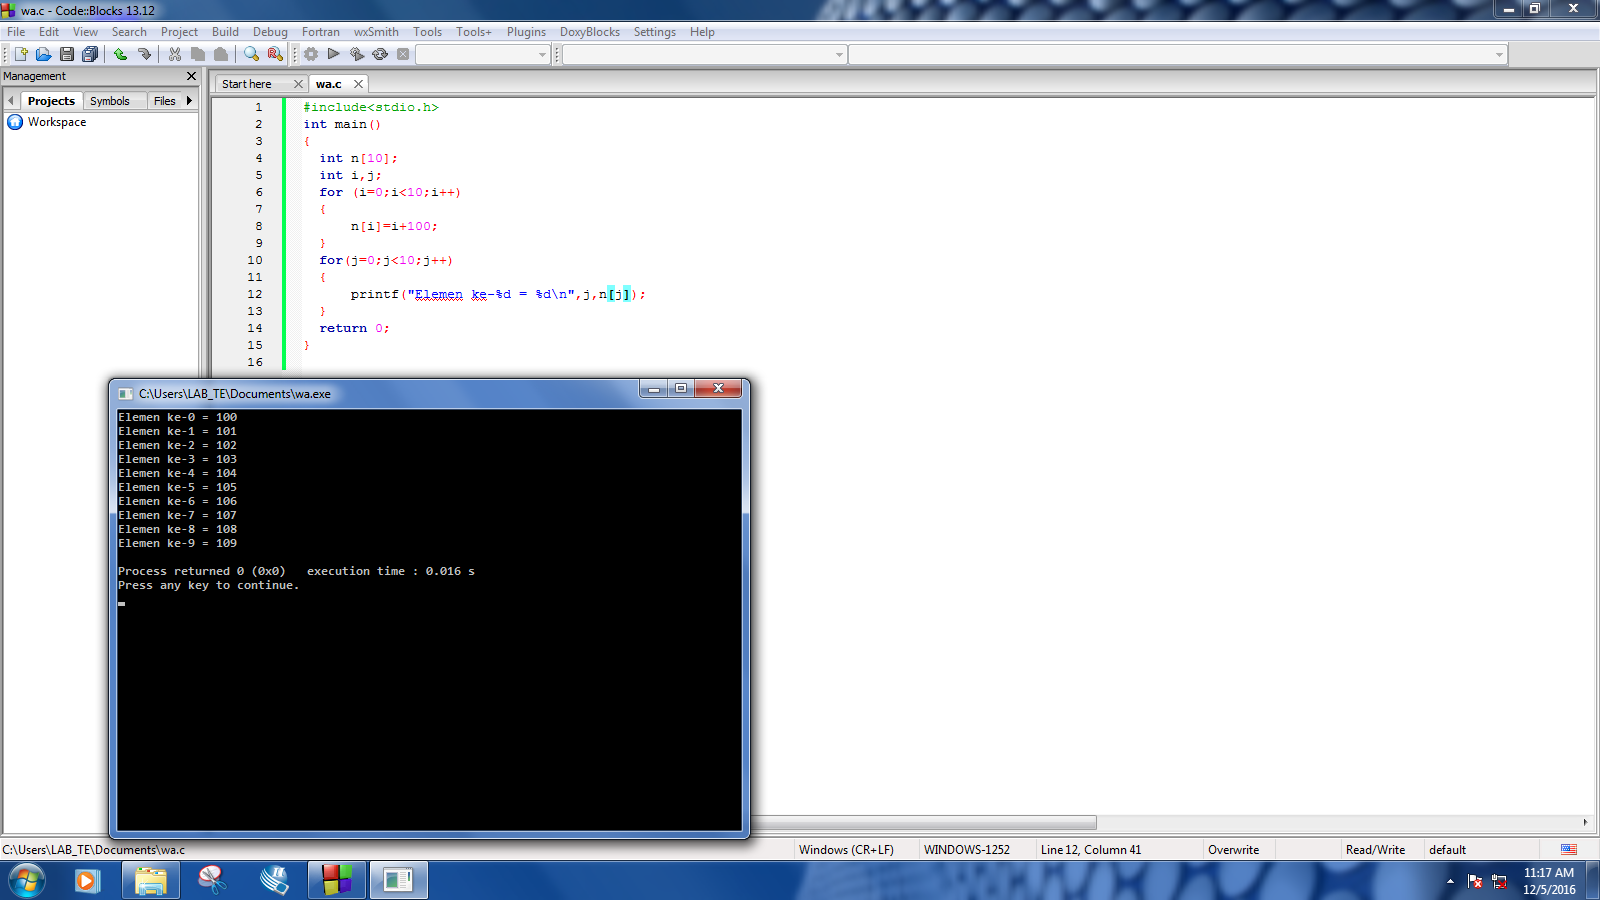 wa.c - Code::Blocks 13.12
File Edit View Search Project Build Debug Fortran wxSmith Tools Tools+ Plugins DoxyBlocks Settings Help
Management
Projects Symbols Files
Workspace
Start here wa.c
1 #include<stdio.h>
2 int main()
3 {
4 int n[10];
5 int i,j;
6 for (i=0;i<10;i++)
7 {
8 n[i]=i+100;
9 }
10 for(j=0;j<10;j++)
11 {
12 printf("Elemen ke-%d = %d\n",j,n[j]);
13 }
14 return 0;
15 }
16
C:\Users\LAB_TE\Documents\wa.exe
Elemen ke-0 = 100
Elemen ke-1 = 101
Elemen ke-2 = 102
Elemen ke-3 = 103
Elemen ke-4 = 104
Elemen ke-5 = 105
Elemen ke-6 = 106
Elemen ke-7 = 107
Elemen ke-8 = 108
Elemen ke-9 = 109
Process returned 0 (0x0) execution time : 0.016 s
Press any key to continue.
C:\Users\LAB_TE\Documents\wa.c Windows (CR+LF) WINDOWS-1252 Line 12, Column 41 Overwrite Read/Write default
11:17 AM
12/5/2016